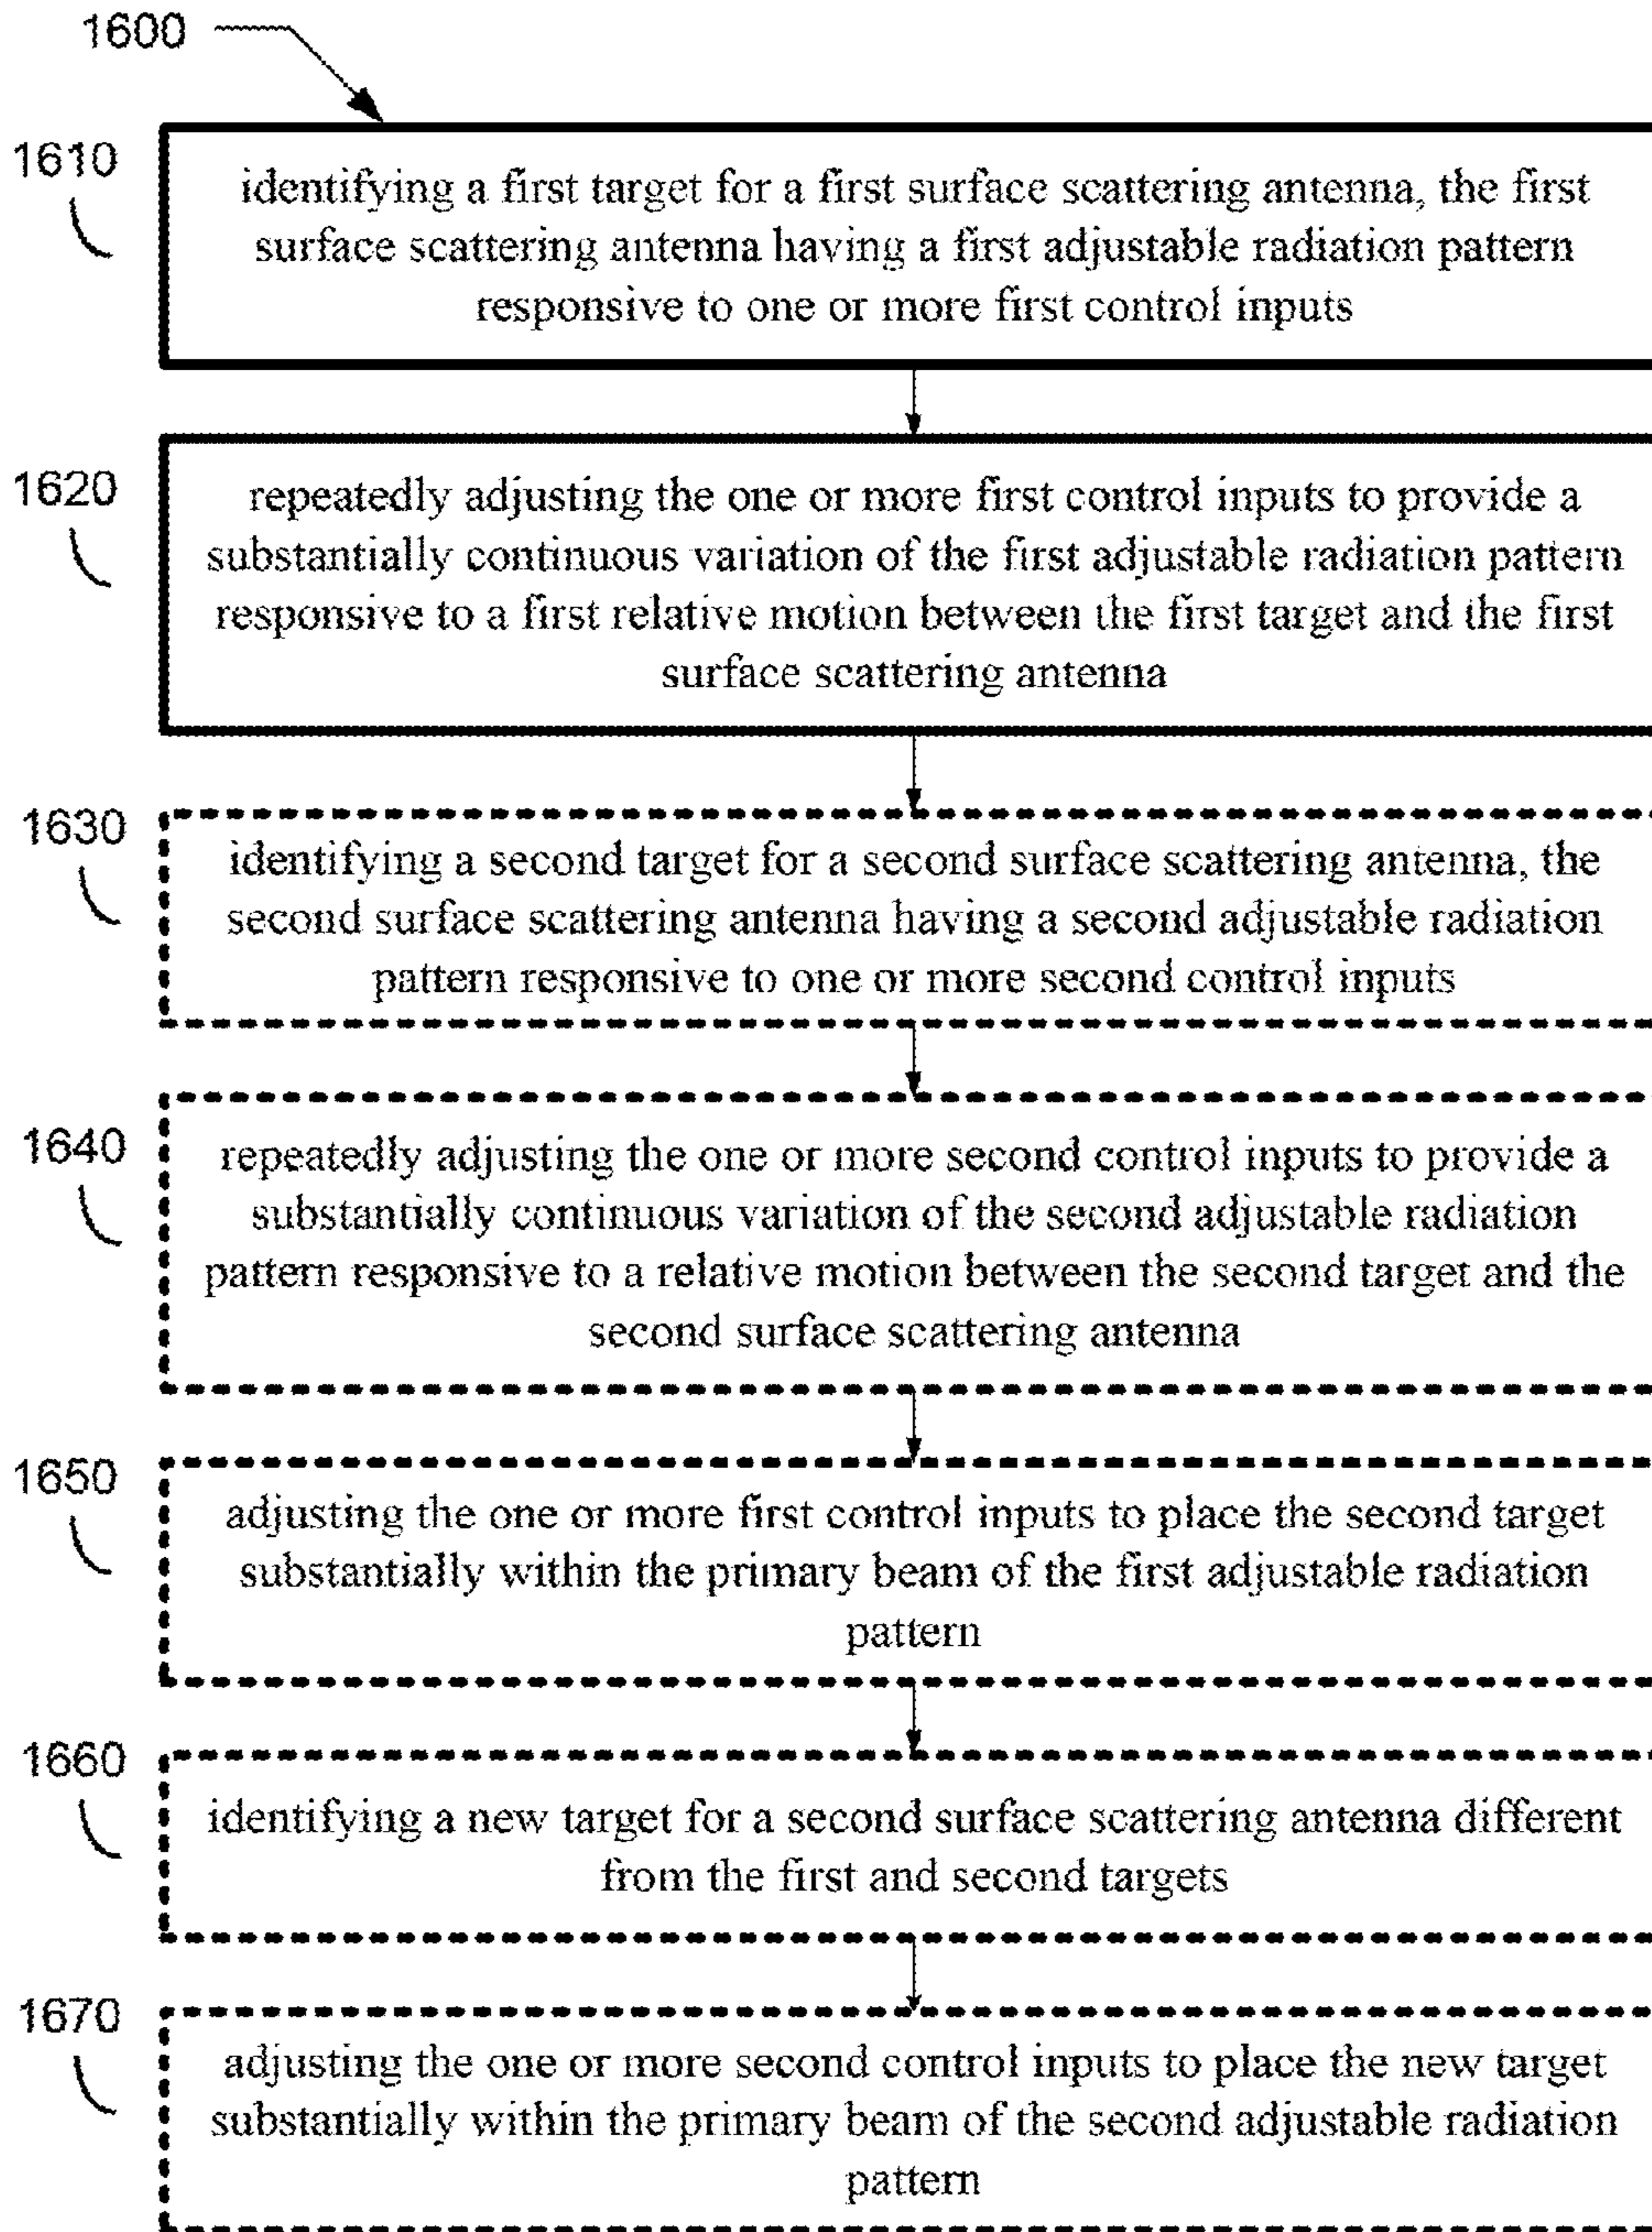 1600
1610
identifying a first target for a first surface scattering antenna, the first
surface scattering antenna having a first adjustable radiation pattern
responsive to one or more first control inputs
1620
repeatedly adjusting the one or more first control inputs to provide a
substantially continuous variation of the first adjustable radiation pattern
responsive to a first relative motion between the first target and the first
surface scattering antenna
1630
identifying a second target for a second surface scattering antenna, the
second surface scattering antenna having a second adjustable radiation
pattern responsive to one or more second control inputs
1640
repeatedly adjusting the one or more second control inputs to provide a
substantially continuous variation of the second adjustable radiation
pattern responsive to a relative motion between the second target and the
second surface scattering antenna
1650
adjusting the one or more first control inputs to place the second target
substantially within the primary beam of the first adjustable radiation
pattern
1660
identifying a new target for a second surface scattering antenna different
from the first and second targets
1670
adjusting the one or more second control inputs to place the new target
substantially within the primary beam of the second adjustable radiation
pattern